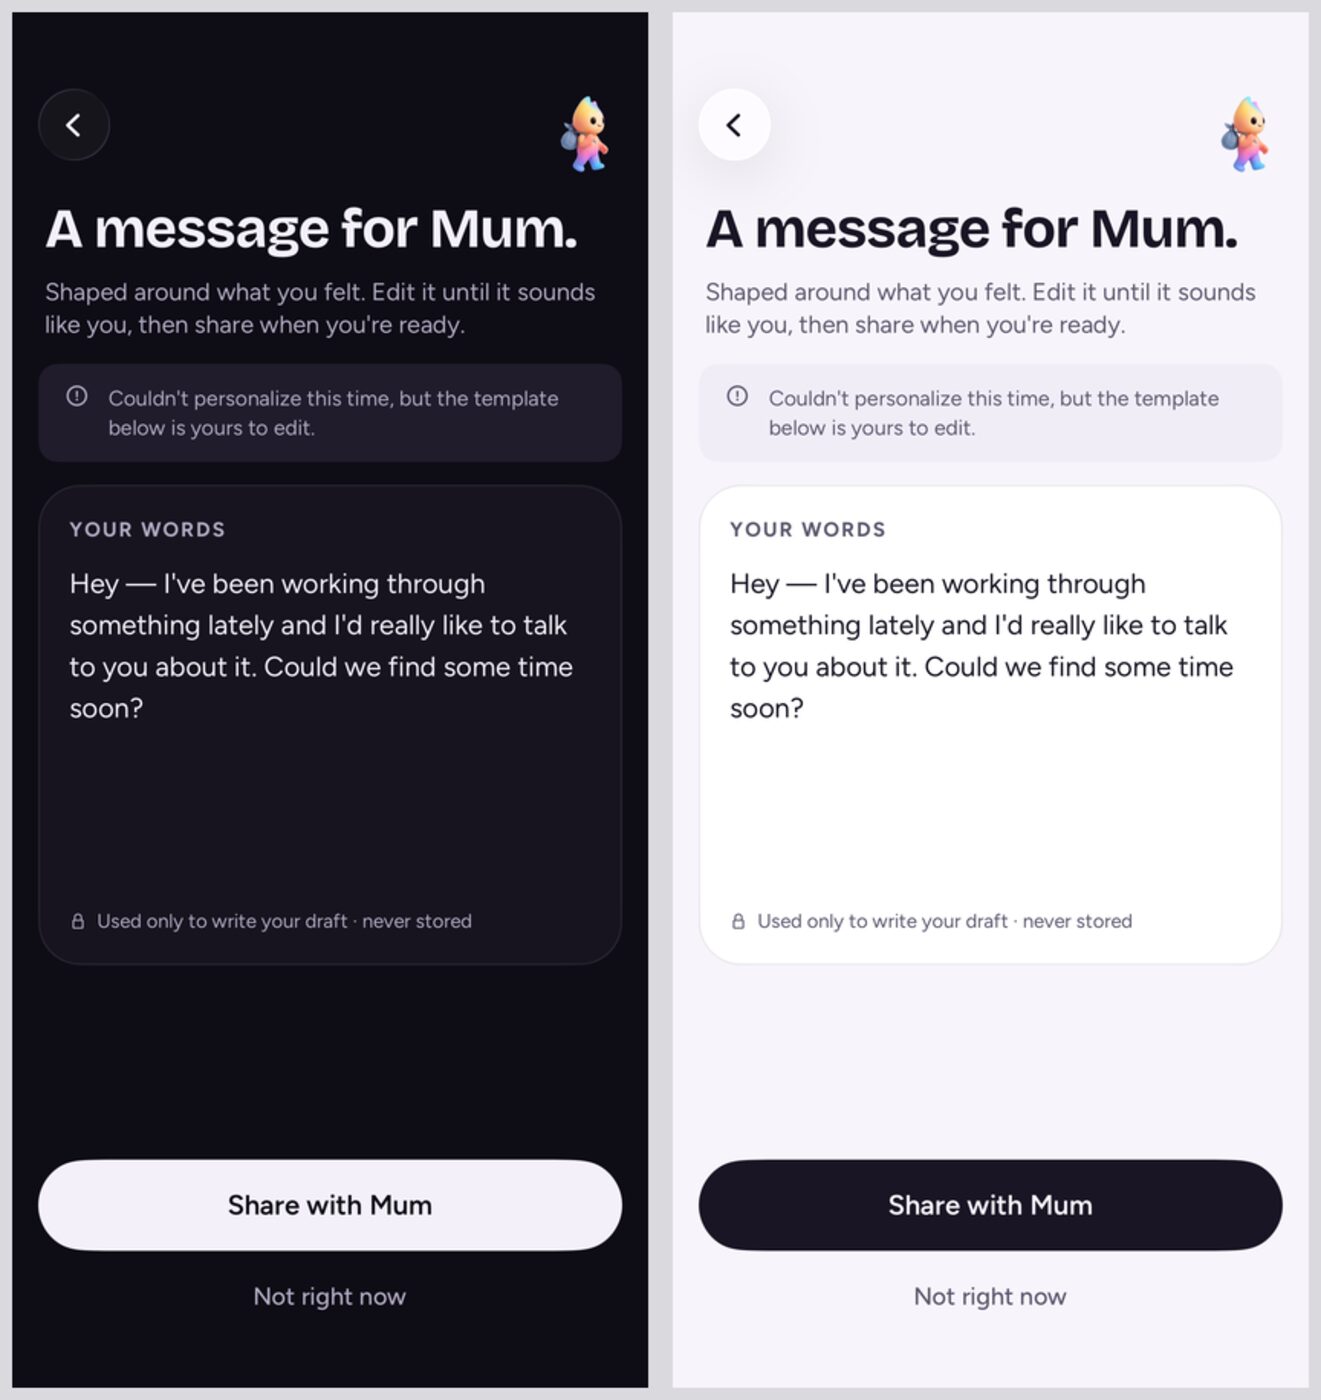 A message for Mum.
Shaped around what you felt. Edit it until it sounds
like you, then share when you're ready.
Couldn't personalize this time, but the template
below is yours to edit.
YOUR WORDS
Hey — I've been working through
something lately and I'd really like to talk
to you about it. Could we find some time
soon?
Used only to write your draft · never stored
Share with Mum
Not right now
A message for Mum.
Shaped around what you felt. Edit it until it sounds
like you, then share when you're ready.
Couldn't personalize this time, but the template
below is yours to edit.
YOUR WORDS
Hey — I've been working through
something lately and I'd really like to talk
to you about it. Could we find some time
soon?
Used only to write your draft · never stored
Share with Mum
Not right now